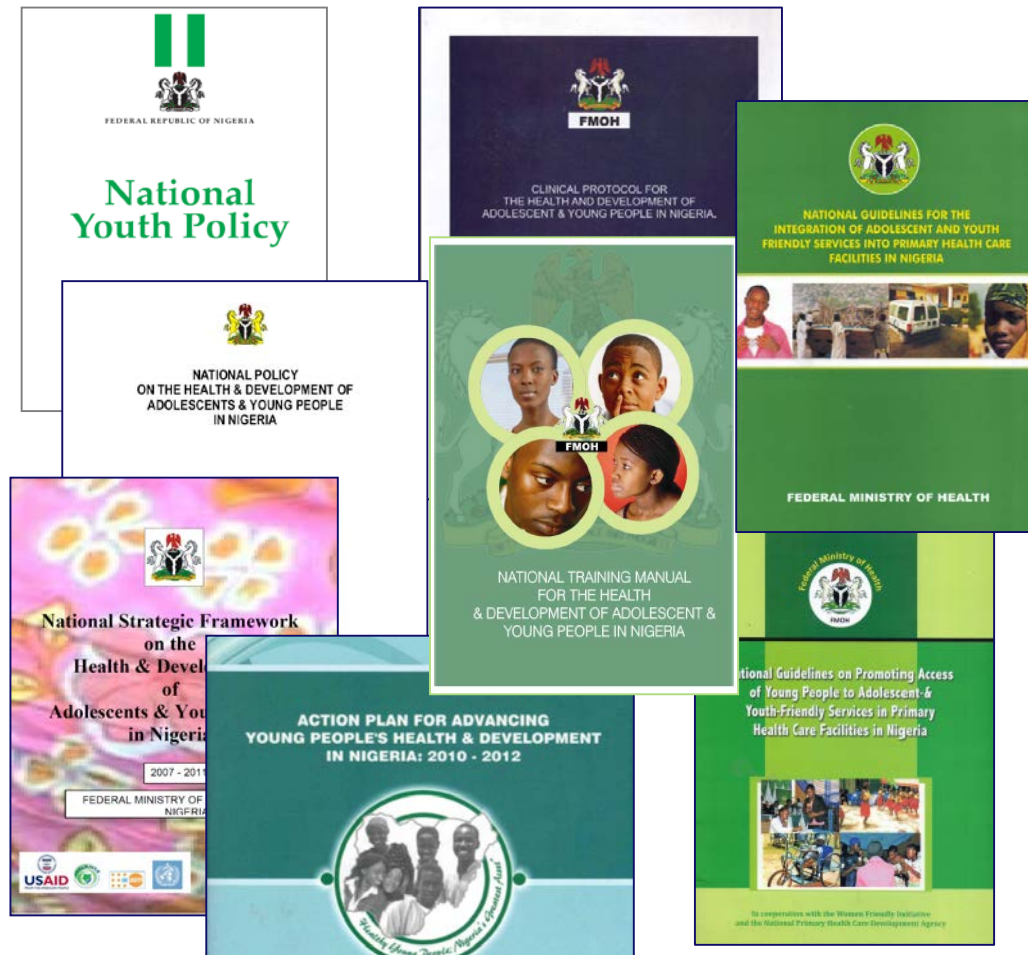 FEDERAL REPUBLIC OF NIGERIA
National
Youth Policy
FMOH
CLINICAL PROTOCOL FOR
THE HEALTH AND DEVELOPMENT OF
ADOLESCENT & YOUNG PEOPLE IN NIGERIA.
NATIONAL GUIDELINES FOR THE
INTEGRATION OF ADOLESCENT AND YOUTH
FRIENDLY SERVICES INTO PRIMARY HEALTH CARE
FACILITIES IN NIGERIA
FEDERAL MINISTRY OF HEALTH
NATIONAL POLICY
ON THE HEALTH & DEVELOPMENT OF
ADOLESCENTS & YOUNG PEOPLE
IN NIGERIA
FMOH
NATIONAL TRAINING MANUAL
FOR THE HEALTH
& DEVELOPMENT OF ADOLESCENT &
YOUNG PEOPLE IN NIGERIA
National Strategic Framework
on the
Health & Devel
of
Adolescents & You
in Nigeria
2007 - 2011
FEDERAL MINISTRY OF
NIGERIA
USAID
ACTION PLAN FOR ADVANCING
YOUNG PEOPLE'S HEALTH & DEVELOPMENT
IN NIGERIA: 2010 - 2012
Healthy Young People: Nigeria's Greatest Asset
Federal Ministry of Health
FMOH
tional Guidelines on Promoting Access
of Young People to Adolescent-&
Youth-Friendly Services in Primary
Health Care Facilities in Nigeria
In cooperation with the Women Friendly Initiative
and the National Primary Health Care Development Agency